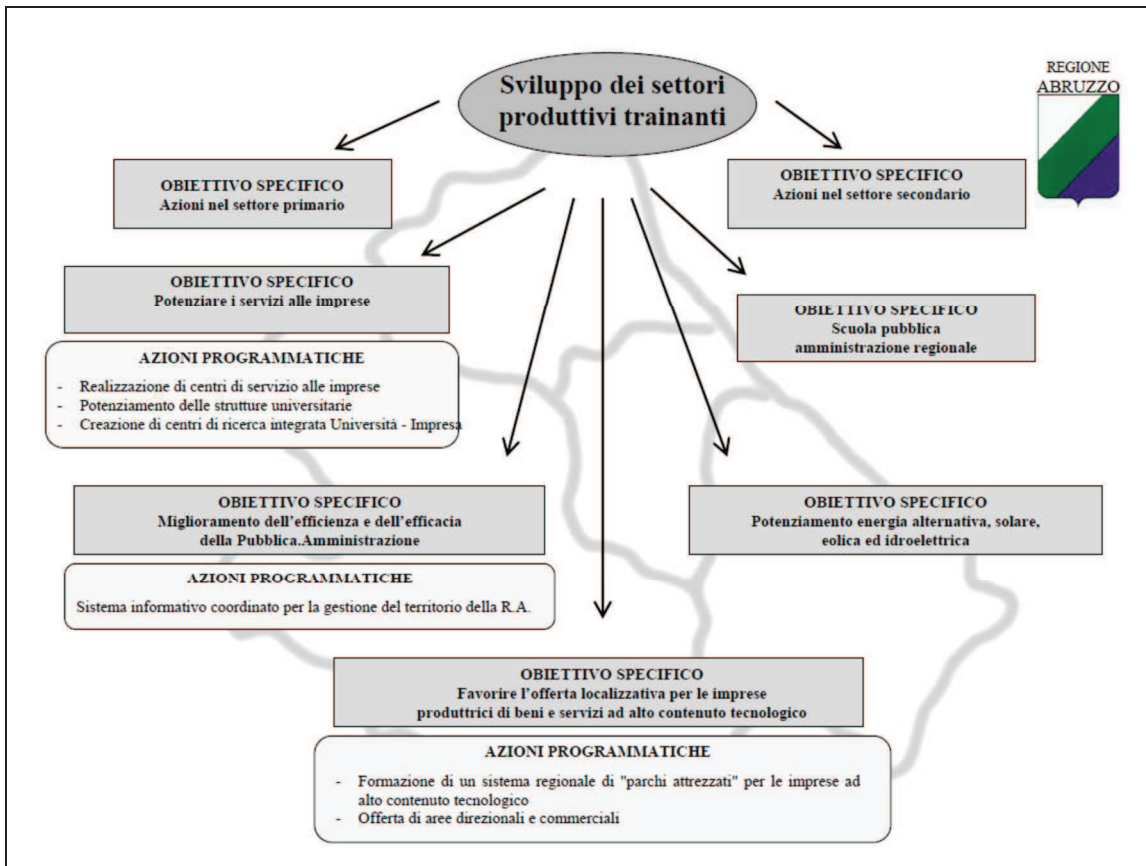 Sviluppo dei settori
produttivi trainanti
REGIONE
ABRUZZO
OBIETTIVO SPECIFICO
Azioni nel settore primario
OBIETTIVO SPECIFICO
Azioni nel settore secondario
OBIETTIVO SPECIFICO
Potenziare i servizi alle imprese
OBIETTIVO SPECIFICO
Scuola pubblica
amministrazione regionale
AZIONI PROGRAMMATICHE
- Realizzazione di centri di servizio alle imprese
- Potenziamento delle strutture universitarie
- Creazione di centri di ricerca integrata Università - Impresa
OBIETTIVO SPECIFICO
Miglioramento dell'efficienza e dell'efficacia
della Pubblica.Amministrazione
OBIETTIVO SPECIFICO
Potenziamento energia alternativa, solare,
eolica ed idroelettrica
AZIONI PROGRAMMATICHE
Sistema informativo coordinato per la gestione del territorio della R.A.
OBIETTIVO SPECIFICO
Favorire l'offerta localizzativa per le imprese
produttrici di beni e servizi ad alto contenuto tecnologico
AZIONI PROGRAMMATICHE
- Formazione di un sistema regionale di "parchi attrezzati" per le imprese ad
alto contenuto tecnologico
- Offerta di aree direzionali e commerciali